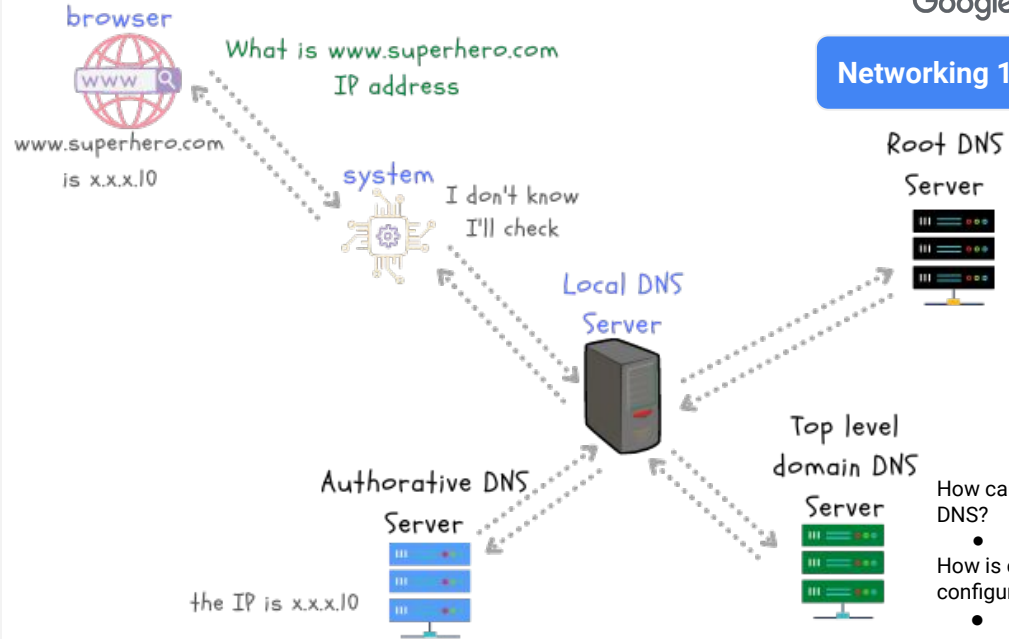 browser
Google
What is www.superhero.com
IP address
Networking 1
www
www.superhero.com
is x.x.x.10
Root DNS
Server
system
I don't know
I'll check
Local DNS
Server
Top level
domain DNS
Server
Authorative DNS
Server
the IP is x.x.x.10
How ca
DNS?
•
How is
configu
•